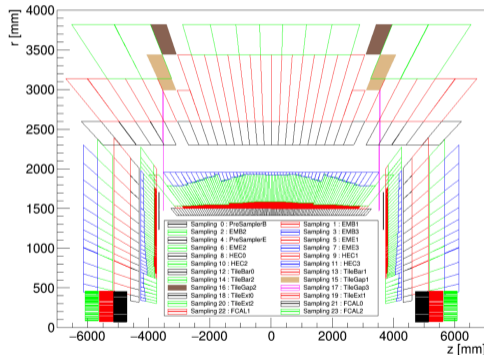 r [mm]
4000
3500
3000
2500
2000
1500
1000
500
0
Sampling 0 : PreSamplerB
Sampling 1 : EMB1
Sampling 2 : EMB2
Sampling 3 : EMB3
Sampling 4 : PreSamplerE
Sampling 5 : EME1
Sampling 6 : EME2
Sampling 7 : EME3
Sampling 8 : HEC0
Sampling 9 : HEC1
Sampling 10 : HEC2
Sampling 11 : HEC3
Sampling 12 : TileBar0
Sampling 13 : TileBar1
Sampling 14 : TileBar2
Sampling 15 : TileGap1
Sampling 16 : TileGap2
Sampling 17 : TileGap3
Sampling 18 : TileExt0
Sampling 19 : TileExt1
Sampling 20 : TileExt2
Sampling 21 : FCAL0
Sampling 22 : FCAL1
Sampling 23 : FCAL2
−6000 −4000 −2000 0 2000 4000 6000
z [mm]